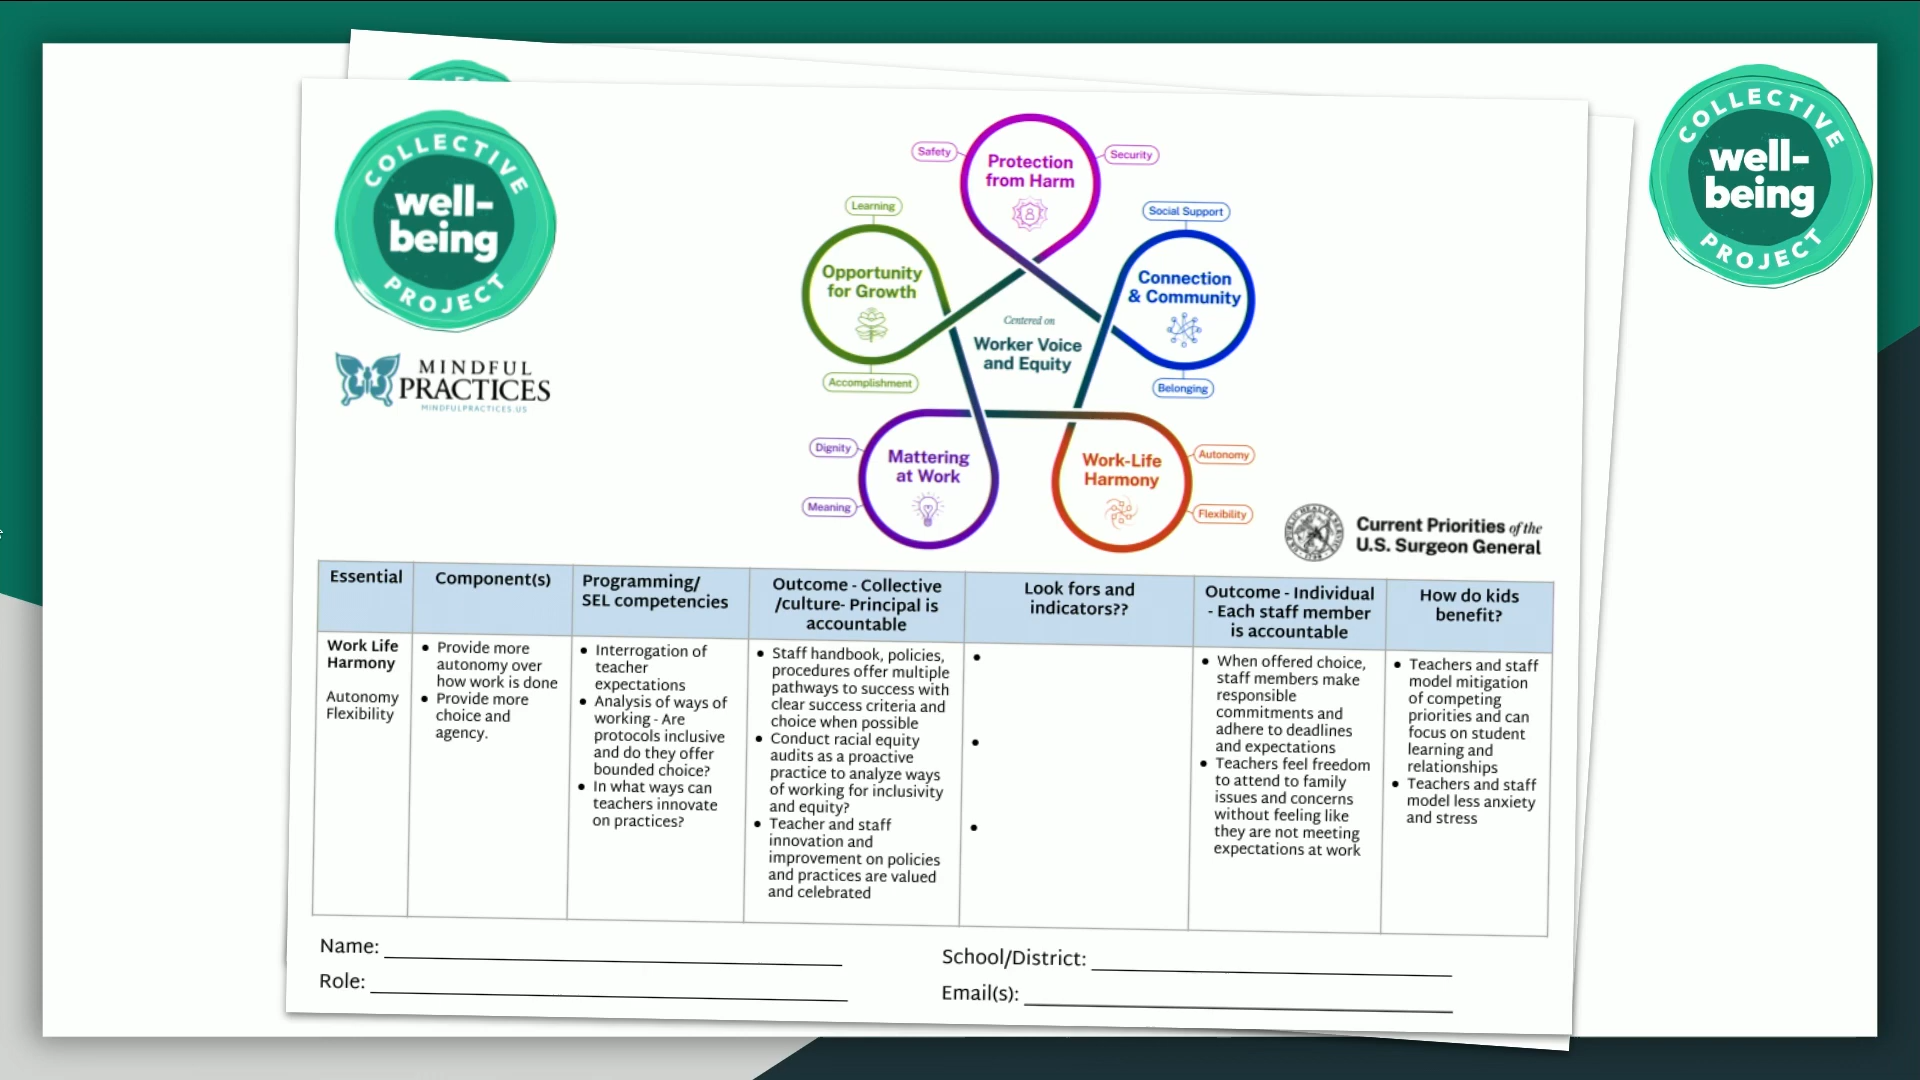 COLLECTIVE
well-
being
PROJECT
COLLECTIVE
well-
being
PROJECT
MINDFUL
PRACTICES
MINDFULPRACTICES.US
Safety
Protection
from Harm
Security
Learning
Opportunity
for Growth
Accomplishment
Social Support
Connection
& Community
Belonging
Centered on
Worker Voice
and Equity
Dignity
Mattering
at Work
Meaning
Work-Life
Harmony
Autonomy
Flexibility
Current Priorities of the
U.S. Surgeon General
Essential
Component(s)
Programming/
SEL competencies
Outcome - Collective
/culture- Principal is
accountable
Look fors and
indicators??
Outcome - Individual
- Each staff member
is accountable
How do kids
benefit?
Work Life
Harmony
Autonomy
Flexibility
• Provide more
autonomy over
how work is done
• Provide more
choice and
agency.
• Interrogation of
teacher
expectations
• Analysis of ways of
working - Are
protocols inclusive
and do they offer
bounded choice?
• In what ways can
teachers innovate
on practices?
• Staff handbook, policies,
procedures offer multiple
pathways to success with
clear success criteria and
choice when possible
• Conduct racial equity
audits as a proactive
practice to analyze ways
of working for inclusivity
and equity?
• Teacher and staff
innovation and
improvement on policies
and practices are valued
and celebrated
• When offered choice,
staff members make
responsible
commitments and
adhere to deadlines
and expectations
• Teachers feel freedom
to attend to family
issues and concerns
without feeling like
they are not meeting
expectations at work
• Teachers and staff
model mitigation
of competing
priorities and can
focus on student
learning and
relationships
• Teachers and staff
model less anxiety
and stress
Name:
School/District:
Role:
Email(s):